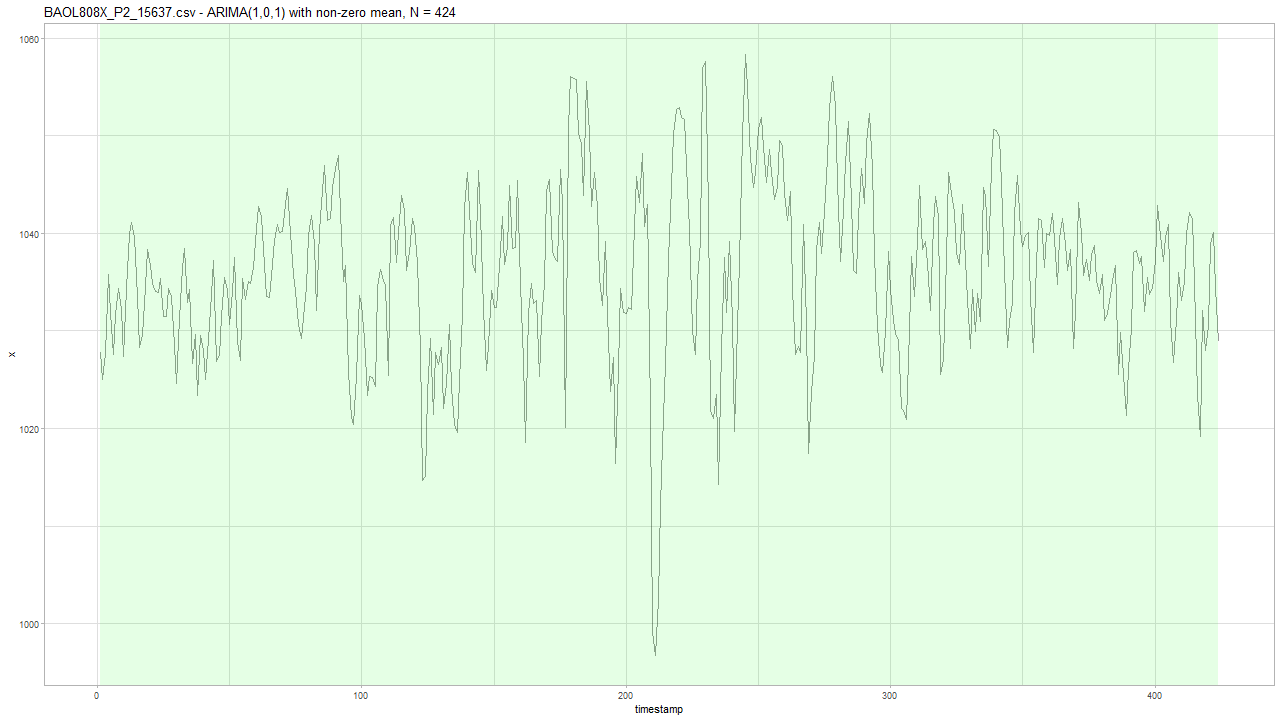 BAOL808X_P2_15637.csv - ARIMA(1,0,1) with non-zero mean, N = 424
1060
1040
1020
1000
x
0 100 200 300 400
timestamp